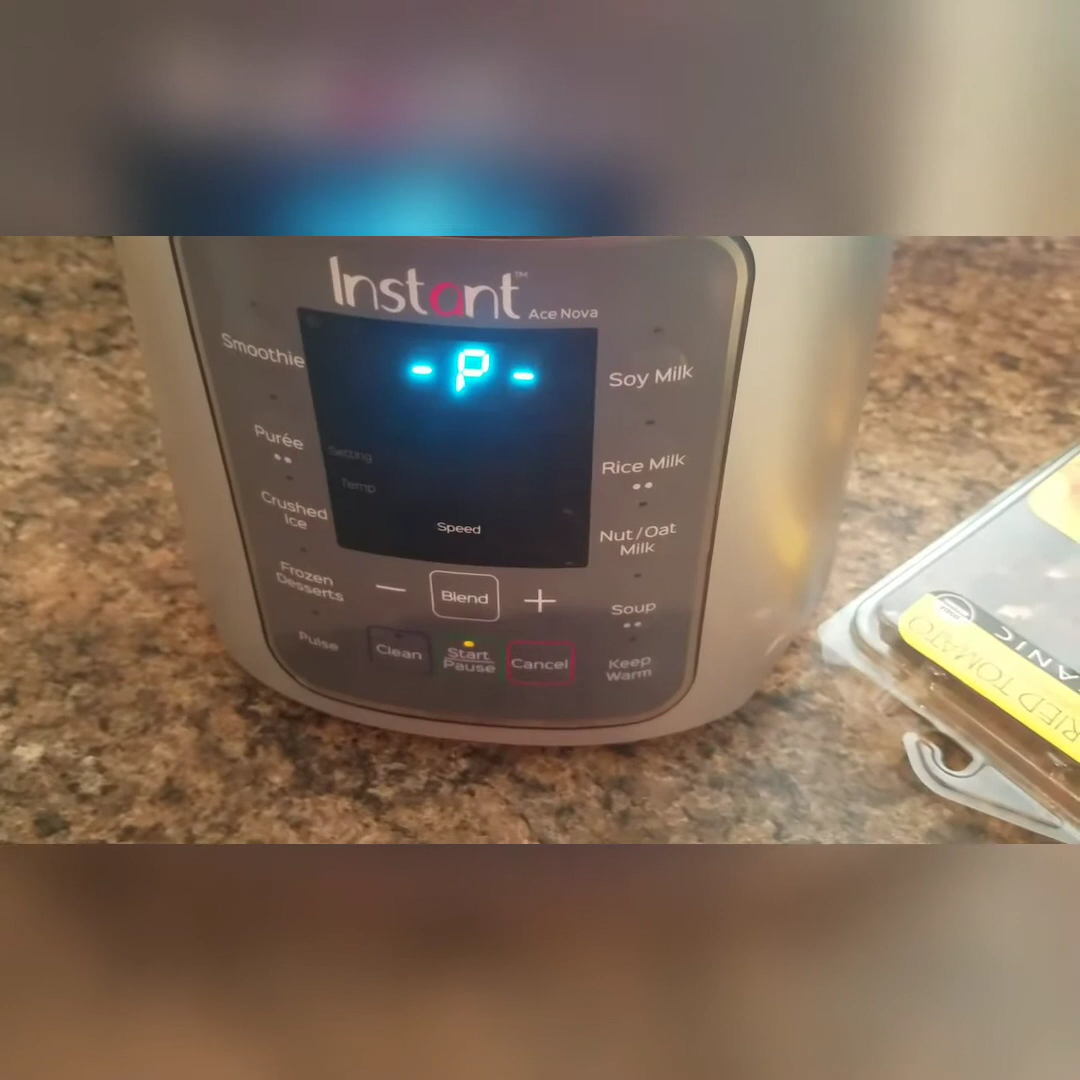 Instant™
Ace Nova
- P -
Setting
Temp
Speed
Smoothie
Purée
Crushed
Ice
Frozen
Desserts
Pulse
Soy Milk
Rice Milk
Nut/Oat
Milk
Soup
Keep
Warm
— Blend +
Clean
Start
Pause
Cancel
RIED TOMATO
ANIC